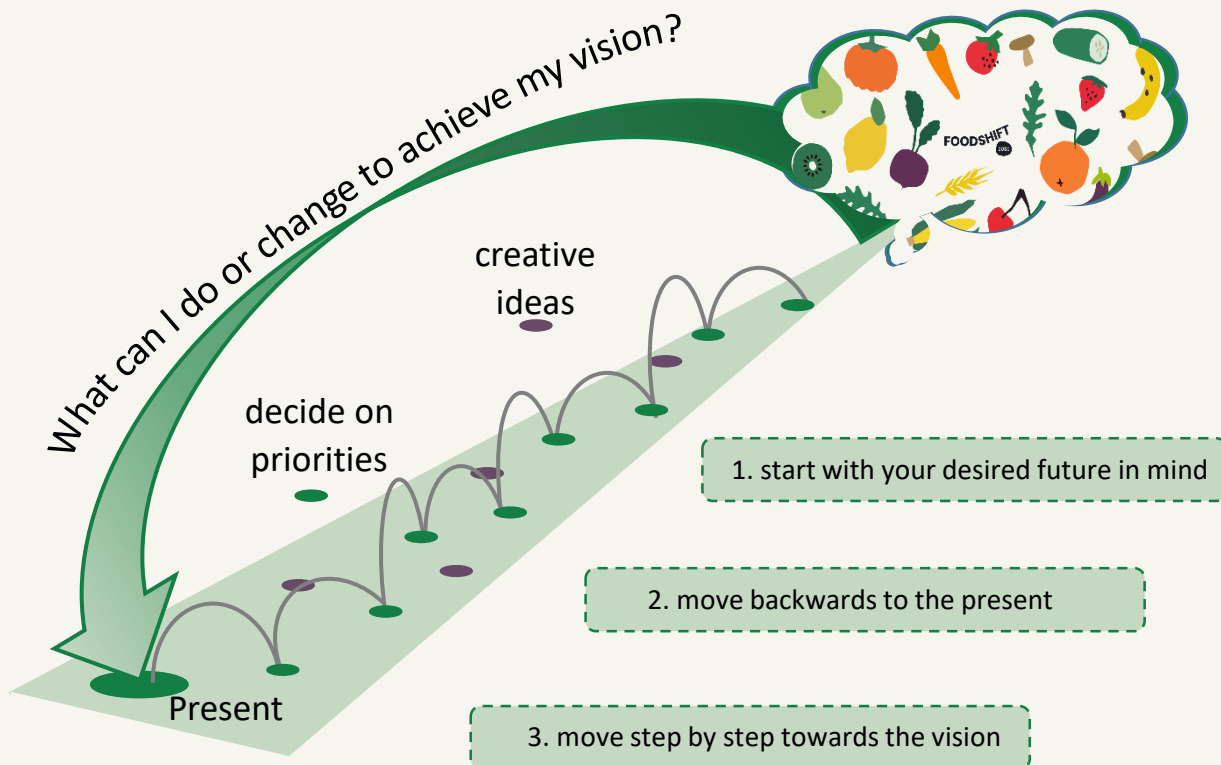 What can I do or change to achieve my vision?
FOODSHIFT
2030
creative
ideas
decide on
priorities
1. start with your desired future in mind
2. move backwards to the present
Present
3. move step by step towards the vision